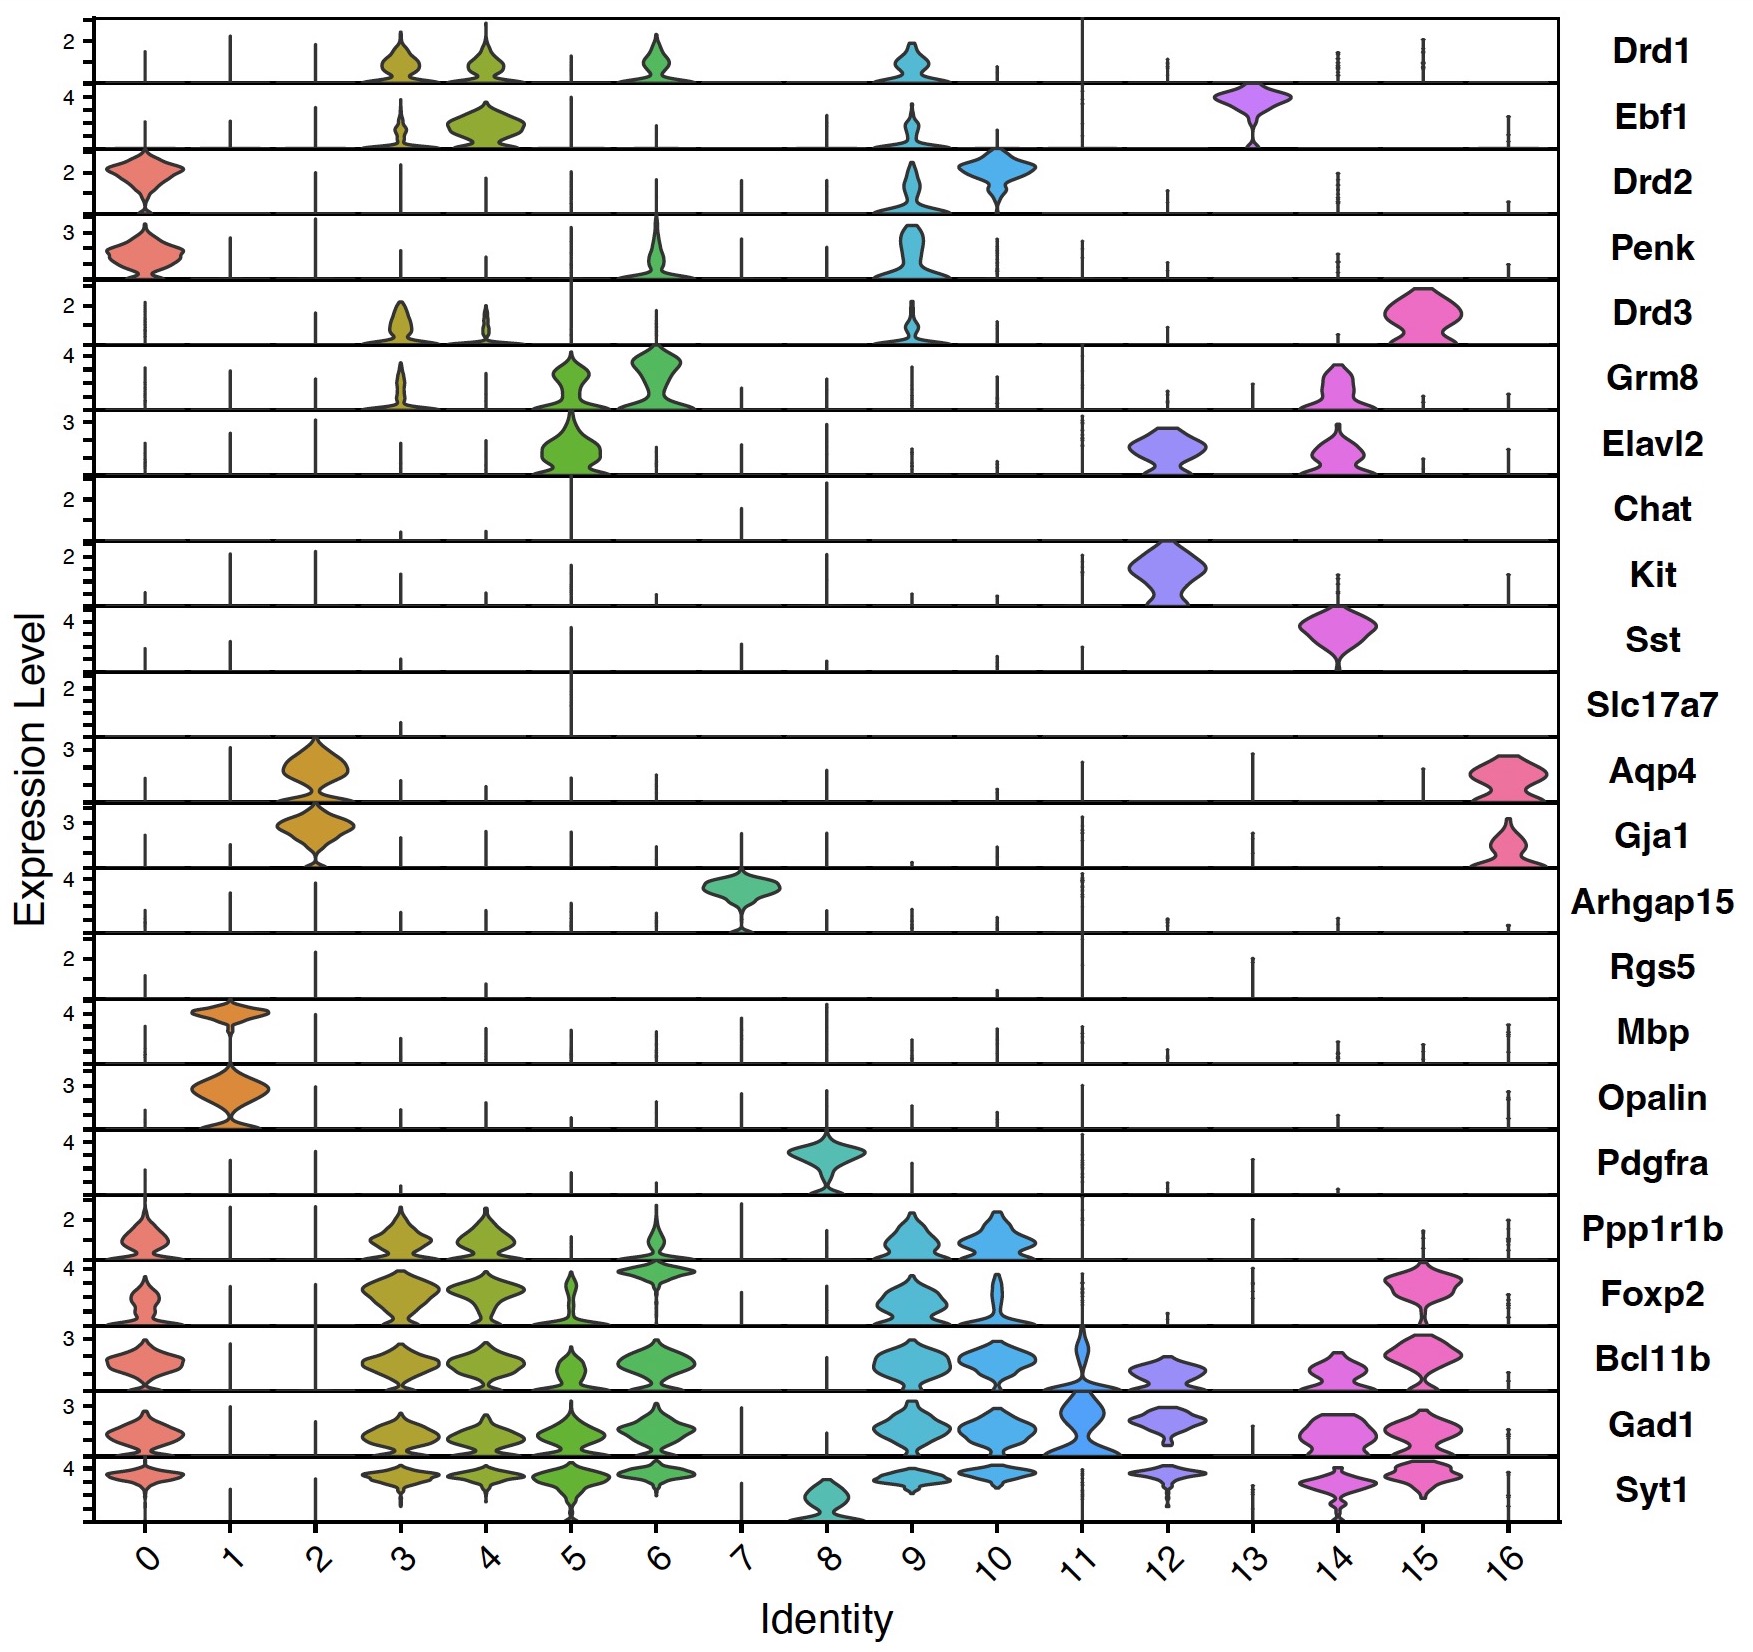 Expression Level
2 Drd1
4 Ebf1
2 Drd2
3 Penk
2 Drd3
4 Grm8
3 Elavl2
2 Chat
2 Kit
4 Sst
2 Slc17a7
3 Aqp4
3 Gja1
4 Arhgap15
2 Rgs5
4 Mbp
3 Opalin
4 Pdgfra
2 Ppp1r1b
4 Foxp2
3 Bcl11b
3 Gad1
4 Syt1
0 1 2 3 4 5 6 7 8 9 10 11 12 13 14 15 16
Identity